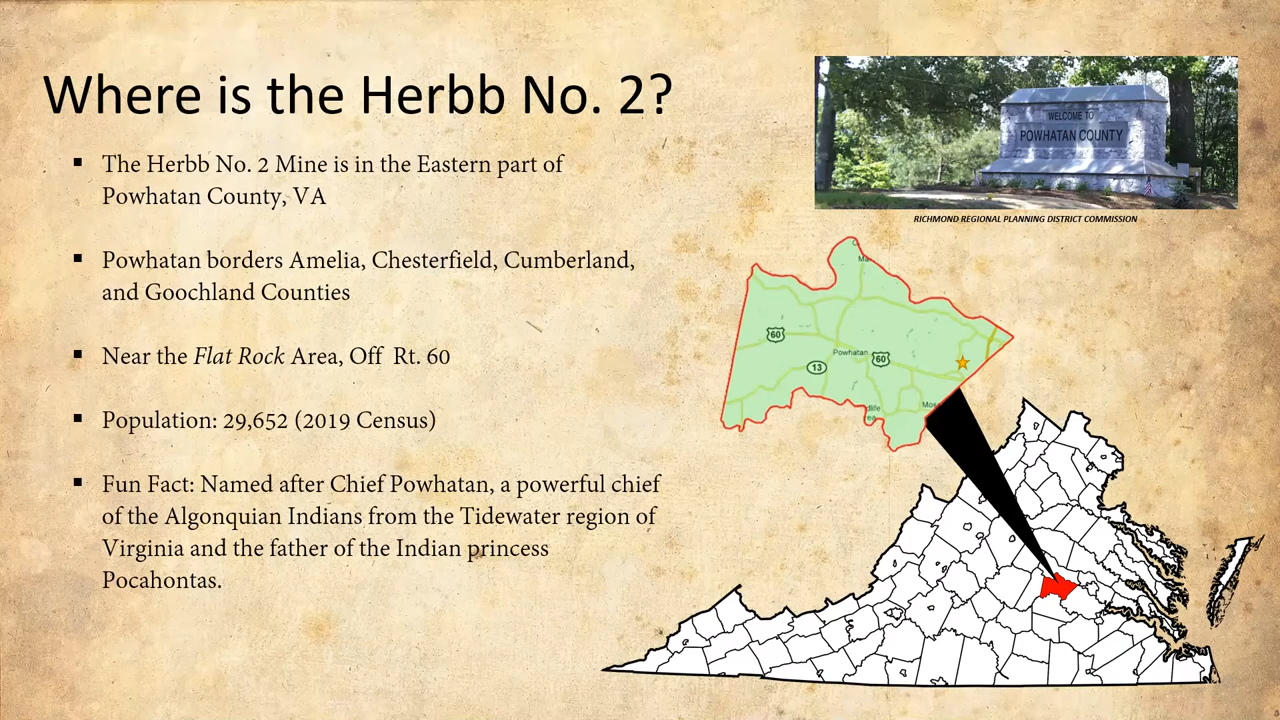 Where is the Herbb No. 2?
▪ The Herbb No. 2 Mine is in the Eastern part of
Powhatan County, VA
▪ Powhatan borders Amelia, Chesterfield, Cumberland,
and Goochland Counties
▪ Near the Flat Rock Area, Off Rt. 60
▪ Population: 29,652 (2019 Census)
▪ Fun Fact: Named after Chief Powhatan, a powerful chief
of the Algonquian Indians from the Tidewater region of
Virginia and the father of the Indian princess
Pocahontas.
WELCOME TO
POWHATAN COUNTY
RICHMOND REGIONAL PLANNING DISTRICT COMMISSION
Ma
60
Powhatan
60
13
dlife
Mos